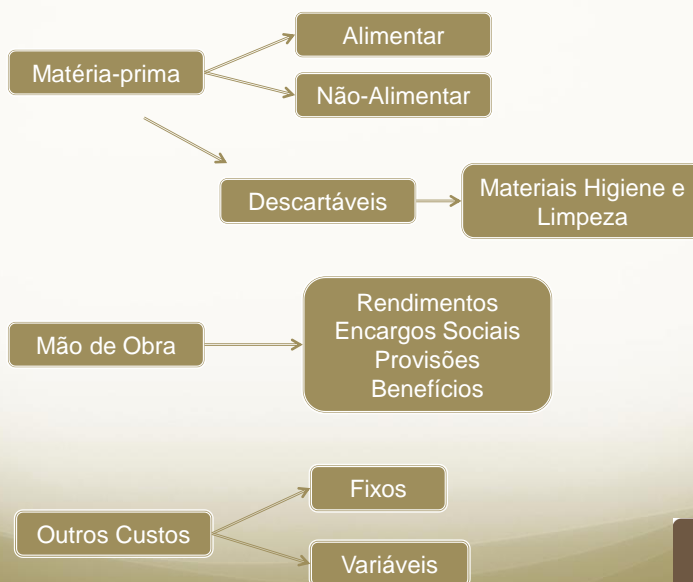 Alimentar
Matéria-prima
Não-Alimentar
Descartáveis
Materiais Higiene e
Limpeza
Mão de Obra
Rendimentos
Encargos Sociais
Provisões
Benefícios
Outros Custos
Fixos
Variáveis